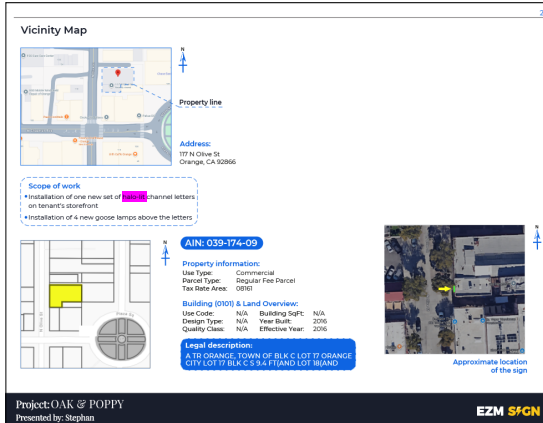 2
Vicinity Map
N
Property line
Address:
117 N Olive St
Orange, CA 92866
Scope of work
Installation of one new set of halo-lit channel letters
on tenant's storefront
Installation of 4 new goose lamps above the letters
N
AIN: 039-174-09
Property information:
Use Type: Commercial
Parcel Type: Regular Fee Parcel
Tax Rate Area: 08161
Building (0101) & Land Overview:
Use Code: N/A Building SqFt: N/A
Design Type: N/A Year Built: 2016
Quality Class: N/A Effective Year: 2016
Legal description:
A TR ORANGE, TOWN OF BLK C LOT 17 ORANGE
CITY LOT 17 BLK C S 9.4 FT(AND LOT 18(AND
N
Approximate location
of the sign
Project: OAK & POPPY
Presented by: Stephan
EZM SIGN